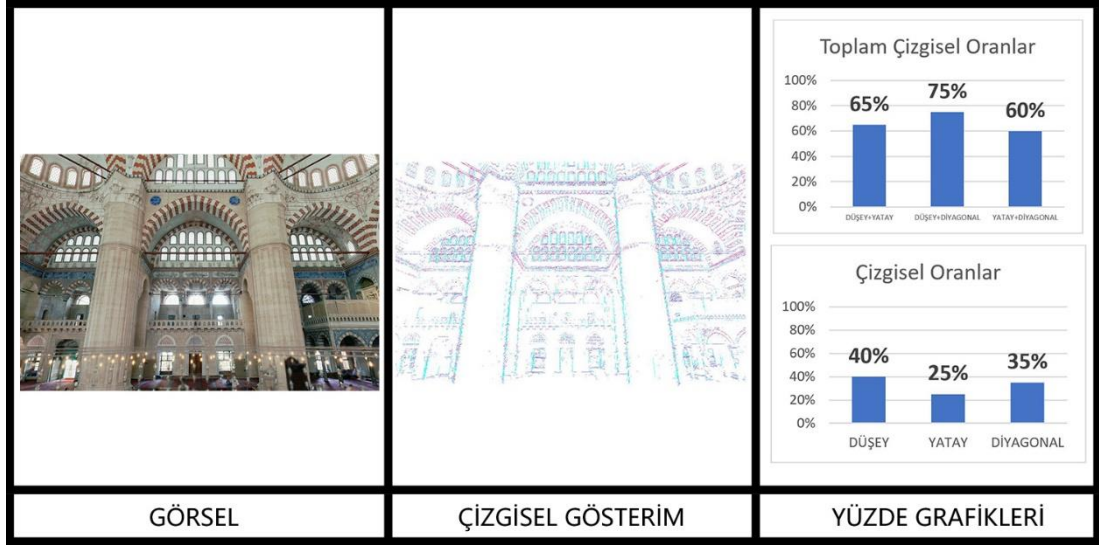 Toplam Çizgisel Oranlar
100%
80%
60%
40%
20%
0%
65%
75%
60%
DÜŞEY+YATAY
DÜŞEY+DİYAGONAL
YATAY+DİYAGONAL
Çizgisel Oranlar
100%
80%
60%
40%
20%
0%
40%
25%
35%
DÜŞEY
YATAY
DİYAGONAL
GÖRSEL
ÇİZGİSEL GÖSTERİM
YÜZDE GRAFİKLERİ